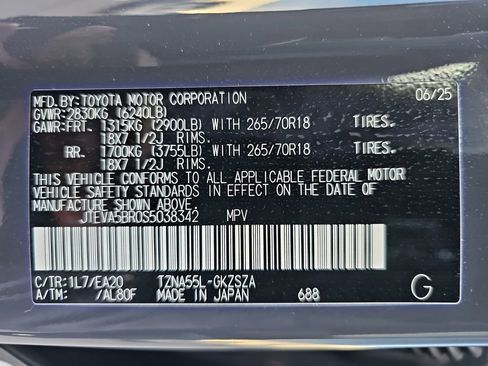 MFD.BY:TOYOTA MOTOR CORPORATION 06/25
GVWR:2830KG (6240LB)
GAWR:FRT. 1315KG (2900LB) WITH 265/70R18 TIRES.
18X7 1/2J RIMS.
RR. 1700KG (3755LB) WITH 265/70R18 TIRES.
18X7 1/2J RIMS.
THIS VEHICLE CONFORMS TO ALL APPLICABLE FEDERAL MOTOR
VEHICLE SAFETY STANDARDS IN EFFECT ON THE DATE OF
MANUFACTURE SHOWN ABOVE.
JTEVA5BR0S5038342 MPV
C/TR:1L7/EA20 TZNA55L-GKZSZA
A/TM: /AL80F MADE IN JAPAN 688 G